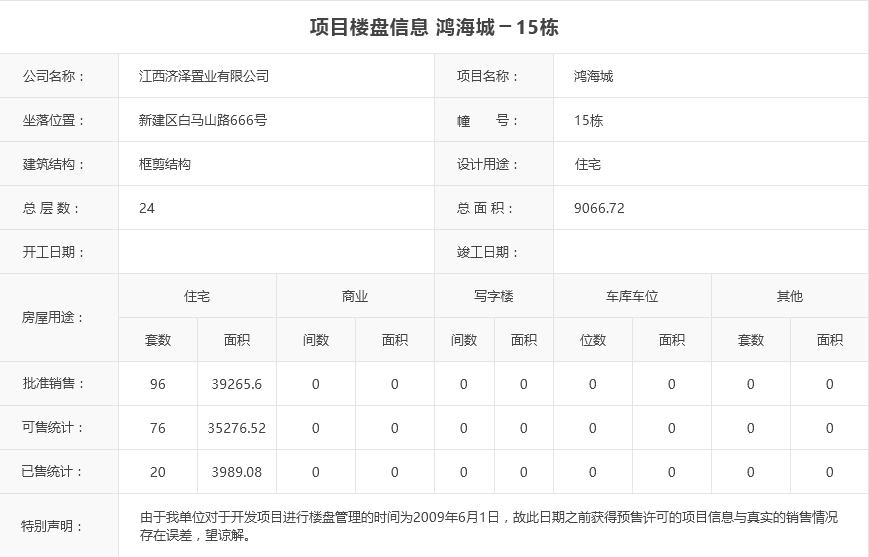 项目楼盘信息 鸿海城－15栋
公司名称： 江西济泽置业有限公司 项目名称： 鸿海城
坐落位置： 新建区白马山路666号 幢 号： 15栋
建筑结构： 框剪结构 设计用途： 住宅
总 层 数： 24 总 面 积： 9066.72
开工日期： 竣工日期：
房屋用途： 住宅 商业 写字楼 车库车位 其他
套数 面积 间数 面积 间数 面积 位数 面积 套数 面积
批准销售： 96 39265.6 0 0 0 0 0 0 0 0
可售统计： 76 35276.52 0 0 0 0 0 0 0 0
已售统计： 20 3989.08 0 0 0 0 0 0 0 0
特别声明： 由于我单位对于开发项目进行楼盘管理的时间为2009年6月1日，故此日期之前获得预售许可的项目信息与真实的销售情况
存在误差，望谅解。